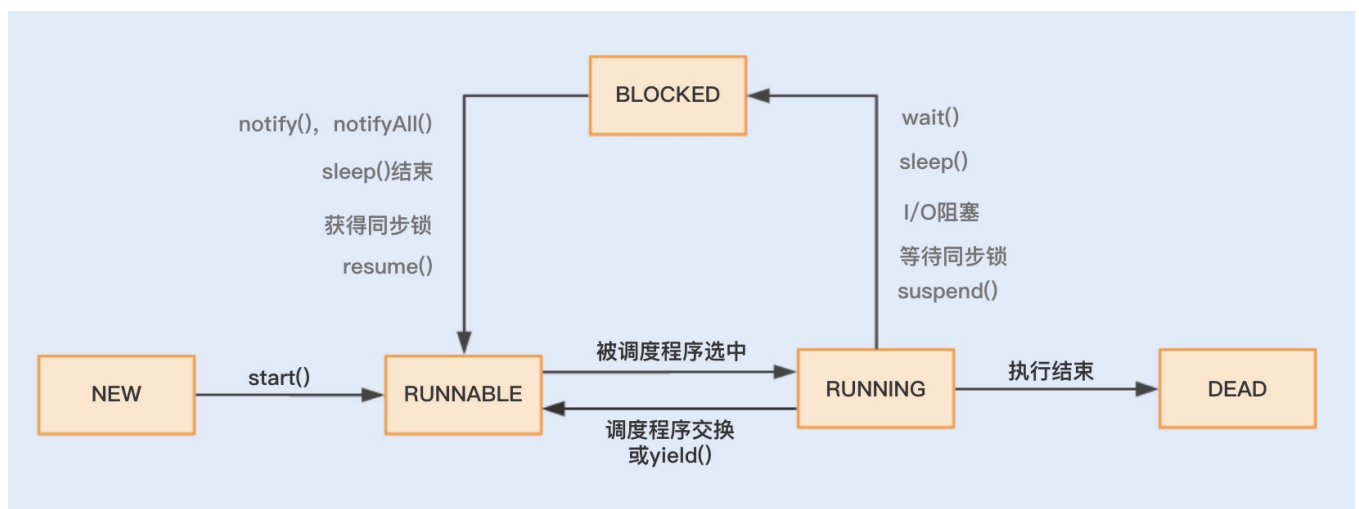 BLOCKED
notify(),  notifyAll()
sleep()结束
获得同步锁
resume()
wait()
sleep()
I/O阻塞
等待同步锁
suspend()
NEW
start()
RUNNABLE
被调度程序选中
调度程序交换
或yield()
RUNNING
执行结束
DEAD